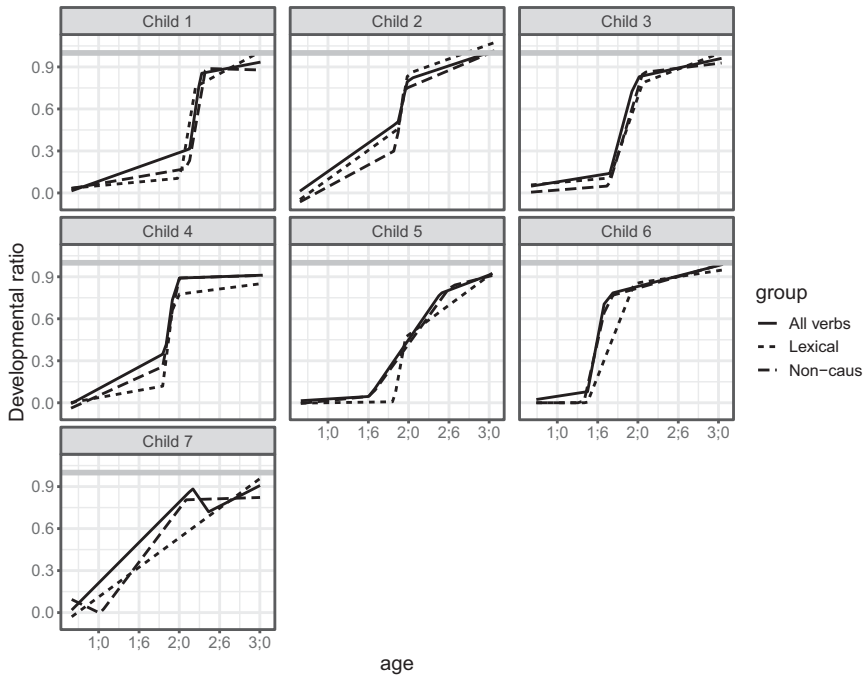 Child 1
Child 2
Child 3
0.9
0.6
0.3
0.0
Child 4
Child 5
Child 6
0.9
0.6
0.3
0.0
1;0 1;6 2;0 2;6 3;0
1;0 1;6 2;0 2;6 3;0
Child 7
0.9
0.6
0.3
0.0
1;0 1;6 2;0 2;6 3;0
Developmental ratio
age
group
All verbs
Lexical
Non−caus